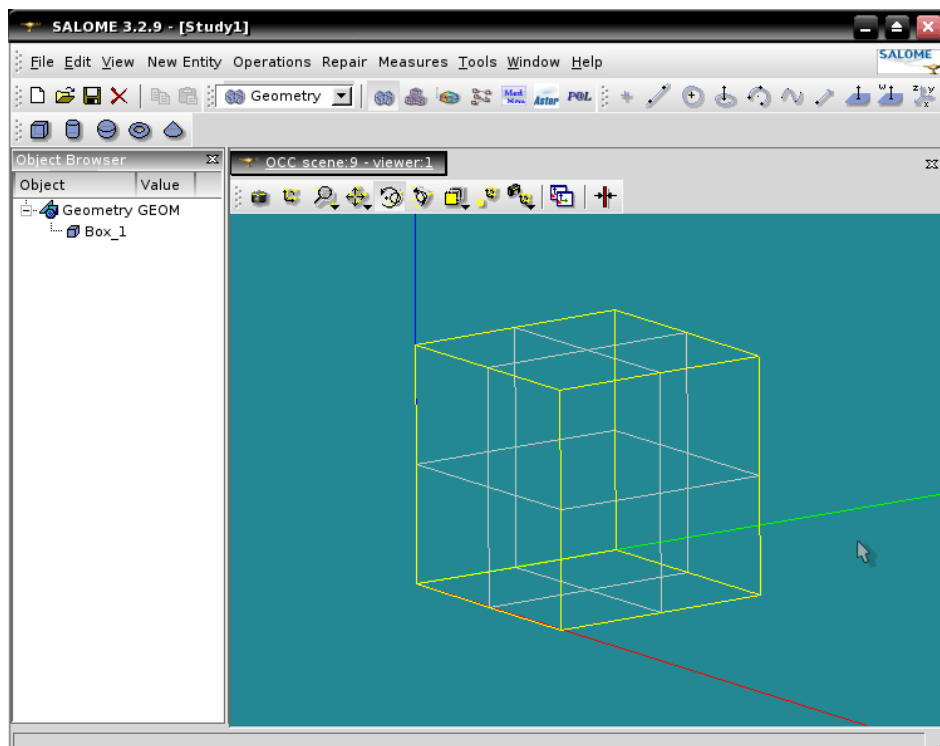 SALOME 3.2.9 - [Study1]
File Edit View New Entity Operations Repair Measures Tools Window Help
SALOME
Geometry
Aster
POL
Object Browser
OCC scene:9 - viewer:1
Object Value
Geometry GEOM
Box_1